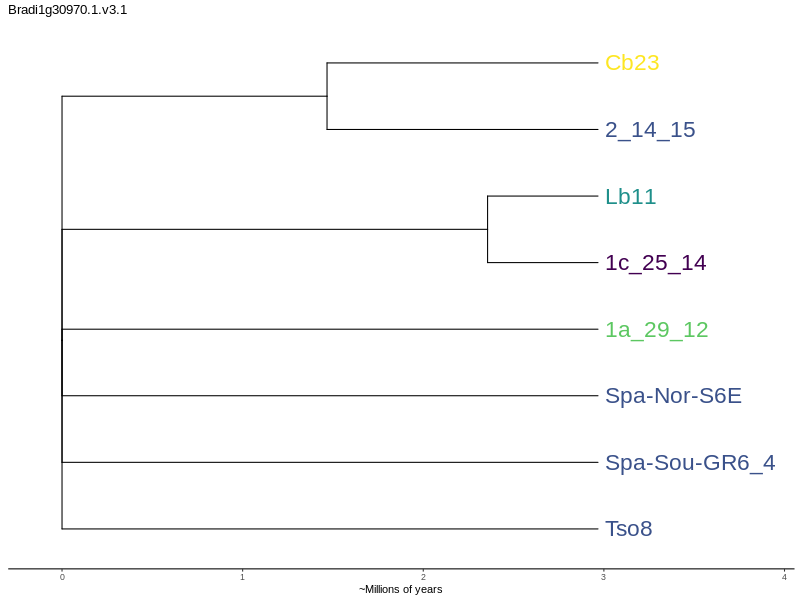 Bradi1g30970.1.v3.1
Cb23
2_14_15
Lb11
1c_25_14
1a_29_12
Spa-Nor-S6E
Spa-Sou-GR6_4
Tso8
0 1 2 3 4
~Millions of years